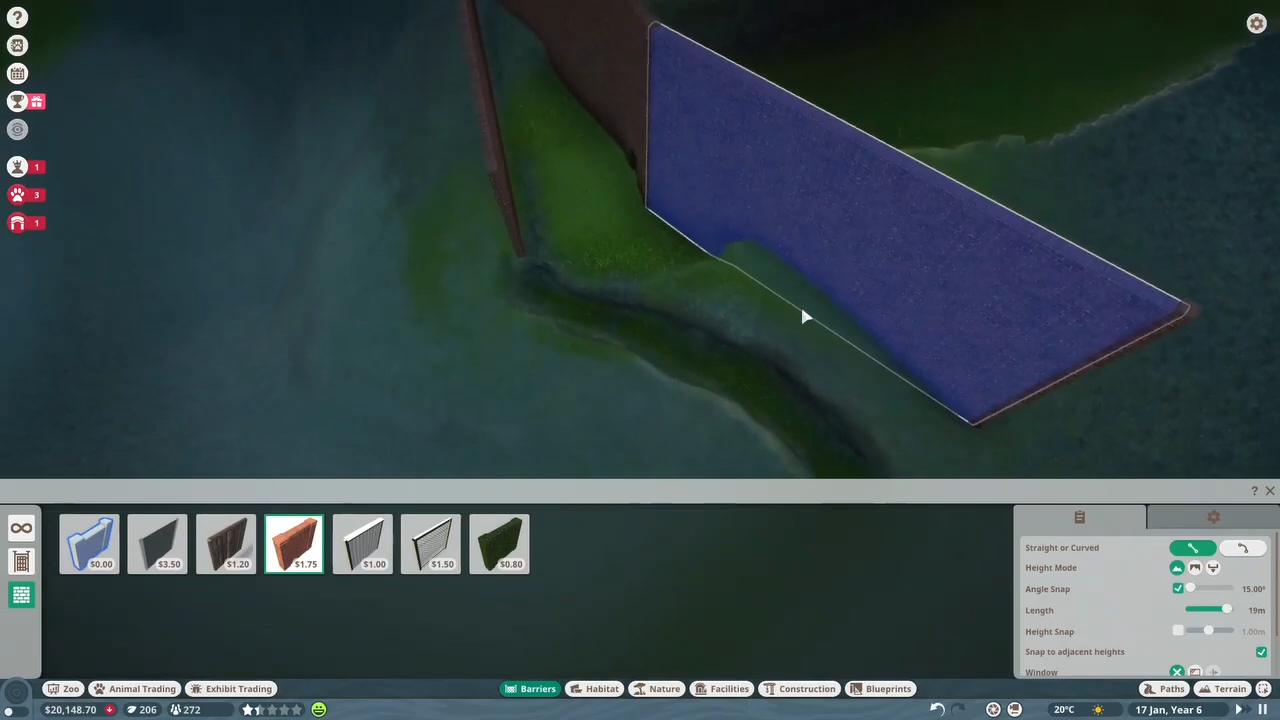 ?
1
3
1
? ×
$0.00 $3.50 $1.20 $1.75 $1.00 $1.50 $0.80
Straight or Curved
Height Mode
Angle Snap 15.00°
Length 19m
Height Snap 1.00m
Snap to adjacent heights
Window
Zoo Animal Trading Exhibit Trading Barriers Habitat Nature Facilities Construction Blueprints Paths Terrain
$20,148.70 206 272 20°C 17 Jan, Year 6